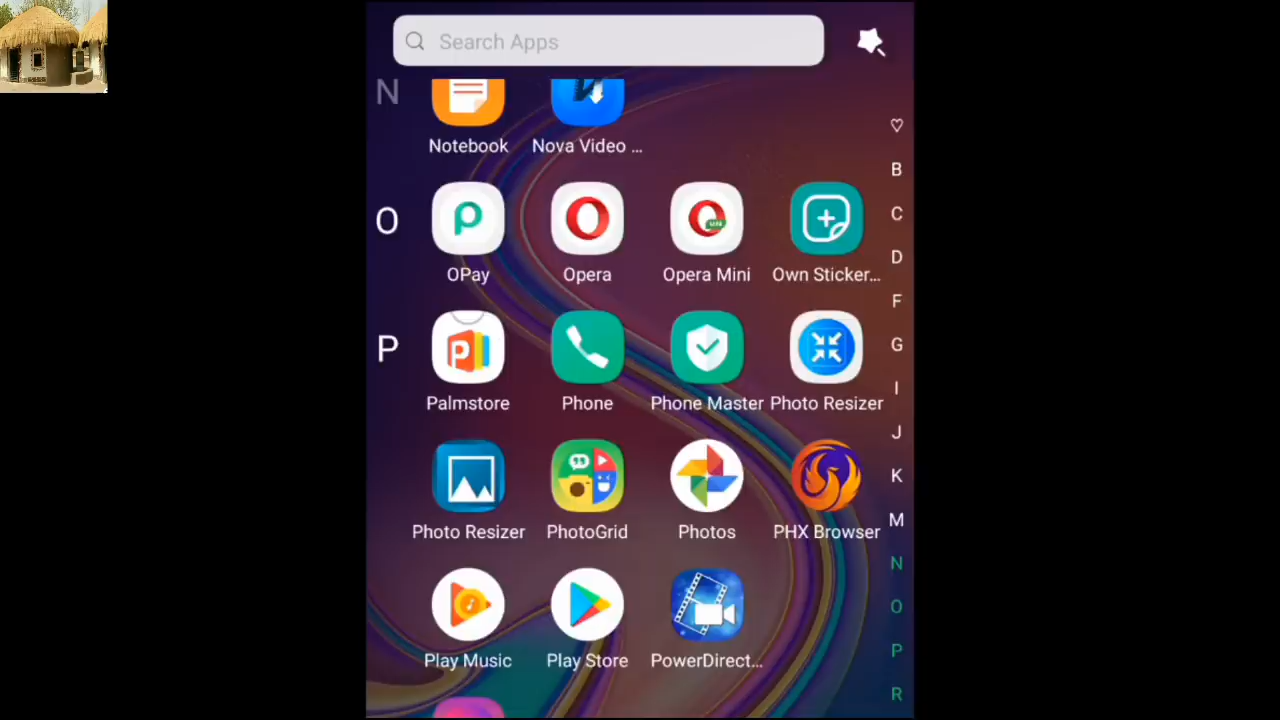 Search Apps
N
Notebook Nova Video ...
♡
B
O
OPay Opera Opera Mini Own Sticker...
C
D
F
P
Palmstore Phone Phone Master Photo Resizer
G
I
J
Photo Resizer PhotoGrid Photos PHX Browser
K
M
N
O
Play Music Play Store PowerDirect...
P
R